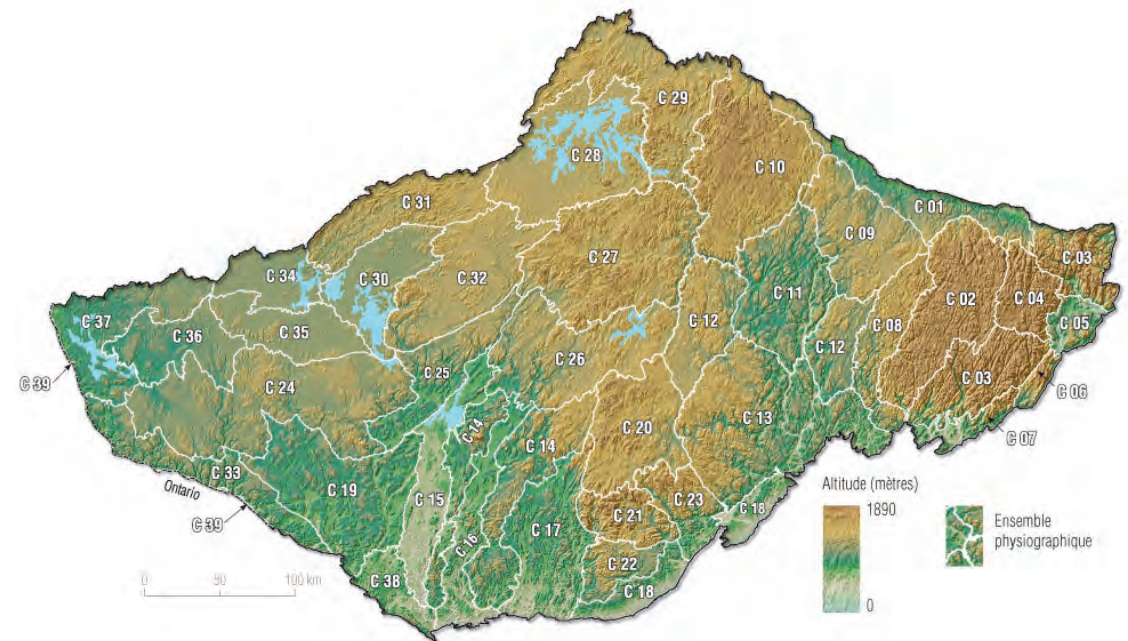 C 29
C 28
C 10
C 01
C 31
C 09
C 03
C 27
C 02
C 04
C 34
C 30
C 32
C 11
C 37
C 05
C 12
C 08
C 36
C 35
C 12
C 26
C 39
C 25
C 03
C 24
C 06
C 20
C 13
C 14
C 14
C 07
C 33
Ontario
C 19
C 15
C 23
C 18
C 39
C 21
C 17
C 16
C 22
C 38
C 18
0 50 100 km
Altitude (mètres)
1890
0
Ensemble
physiographique